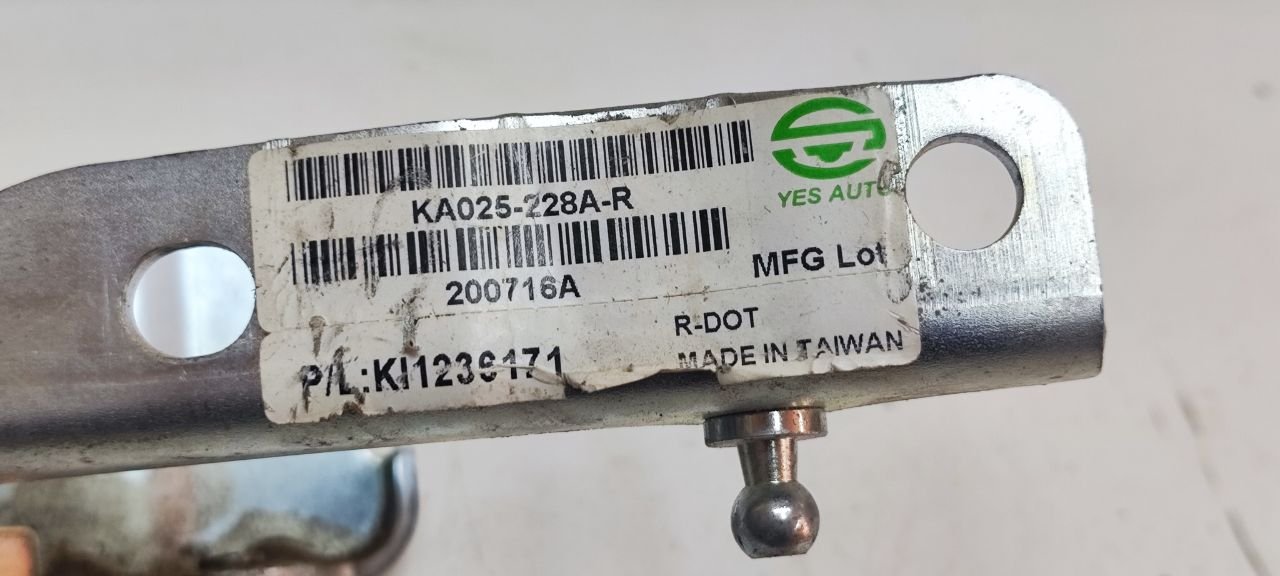 KA025-228A-R
YES AUTO
200716A
MFG Lot
R-DOT
P/L:KI1236171
MADE IN TAIWAN